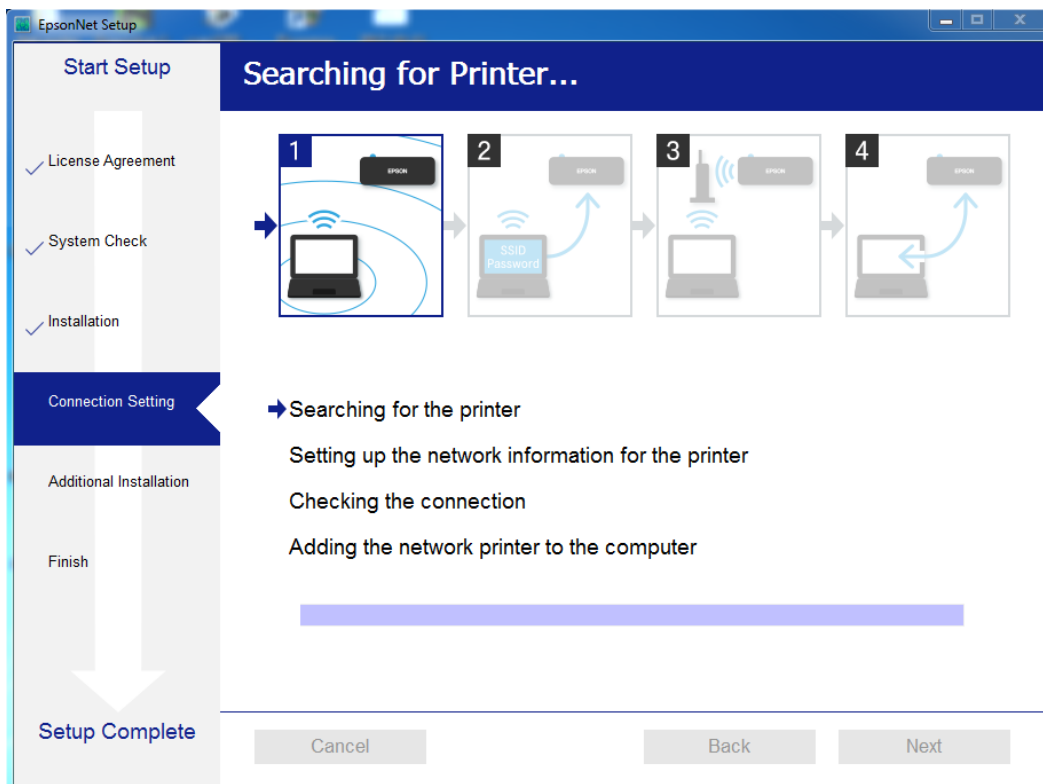 EpsonNet Setup
Start Setup
License Agreement
System Check
Installation
Connection Setting
Additional Installation
Finish
Setup Complete
Searching for Printer...
1
EPSON
2
EPSON
SSID
Password
3
EPSON
4
EPSON
Searching for the printer
Setting up the network information for the printer
Checking the connection
Adding the network printer to the computer
Cancel
Back
Next